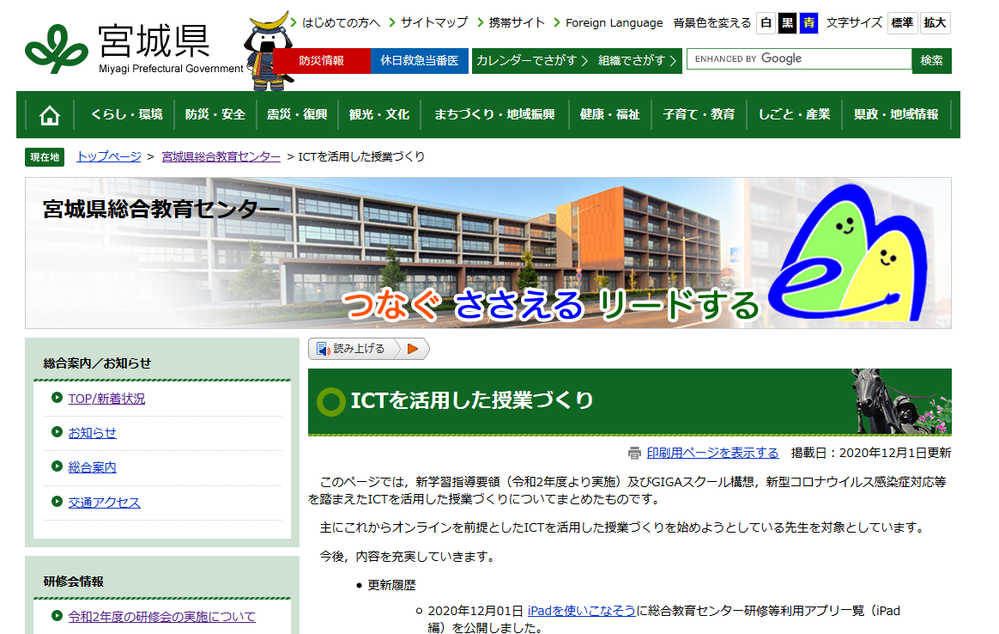 宮城県
Miyagi Prefectural Government
はじめての方へ サイトマップ 携帯サイト Foreign Language 背景色を変える 白 黒 青 文字サイズ 標準 拡大
防災情報 休日救急当番医 カレンダーでさがす 組織でさがす ENHANCED BY Google 検索
くらし・環境 防災・安全 震災・復興 観光・文化 まちづくり・地域振興 健康・福祉 子育て・教育 しごと・産業 県政・地域情報
現在地 トップページ > 宮城県総合教育センター > ICTを活用した授業づくり
宮城県総合教育センター
つなぐ ささえる リードする
総合案内／お知らせ
TOP/新着状況
お知らせ
総合案内
交通アクセス
研修会情報
令和2年度の研修会の実施について
読み上げる
ICTを活用した授業づくり
印刷用ページを表示する 掲載日：2020年12月1日更新
このページでは，新学習指導要領（令和2年度より実施）及びGIGAスクール構想，新型コロナウイルス感染症対応等
を踏まえたICTを活用した授業づくりについてまとめたものです。
主にこれからオンラインを前提としたICTを活用した授業づくりを始めようとしている先生を対象としています。
今後，内容を充実していきます。
更新履歴
2020年12月01日 iPadを使いこなそうに総合教育センター研修等利用アプリ一覧（iPad
編）を公開しました。